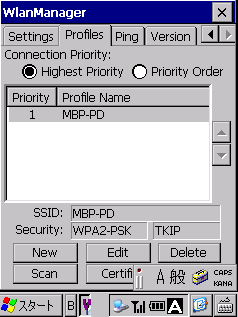 WlanManager
Settings Profiles Ping Version
Connection Priority:
Highest Priority Priority Order
Priority Profile Name
1 MBP-PD
SSID: MBP-PD
Security: WPA2-PSK TKIP
New Edit Delete
Scan Certifi
A 般 CAPS
KANA
スタート B A